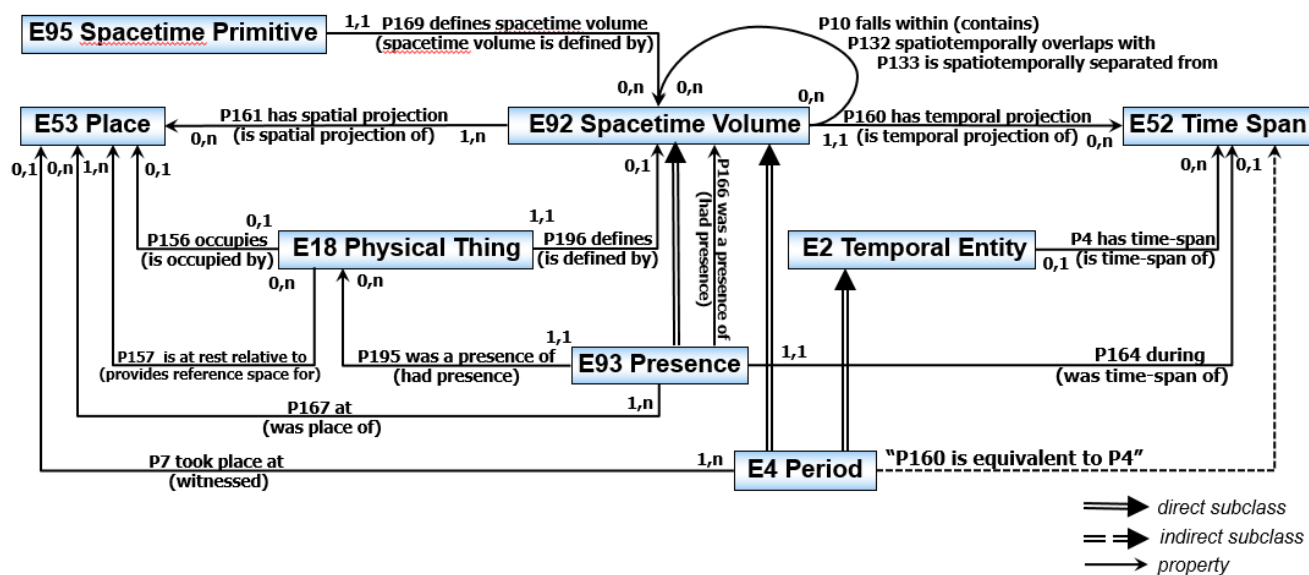 P10 falls within (contains)
P132 spatiotemporally overlaps with
P133 is spatiotemporally separated from
E95 Spacetime Primitive
1,1
P169 defines spacetime volume
(spacetime volume is defined by)
0,n
0,n
0,n
E53 Place
P161 has spatial projection
(is spatial projection of)
0,n
1,n
E92 Spacetime Volume
P160 has temporal projection
(is temporal projection of)
1,1
0,n
E52 Time Span
0,1
0,n
1,n
0,1
0,1
0,n
0,1
P156 occupies
(is occupied by)
0,1
E18 Physical Thing
0,n
0,n
1,1
P196 defines
(is defined by)
P166 was a presence of
(had presence)
E2 Temporal Entity
0,1
P4 has time-span
(is time-span of)
P157 is at rest relative to
(provides reference space for)
P195 was a presence of
(had presence)
1,1
E93 Presence
1,1
P164 during
(was time-span of)
1,n
P167 at
(was place of)
P7 took place at
(witnessed)
1,n
E4 Period
“P160 is equivalent to P4”
direct subclass
indirect subclass
property